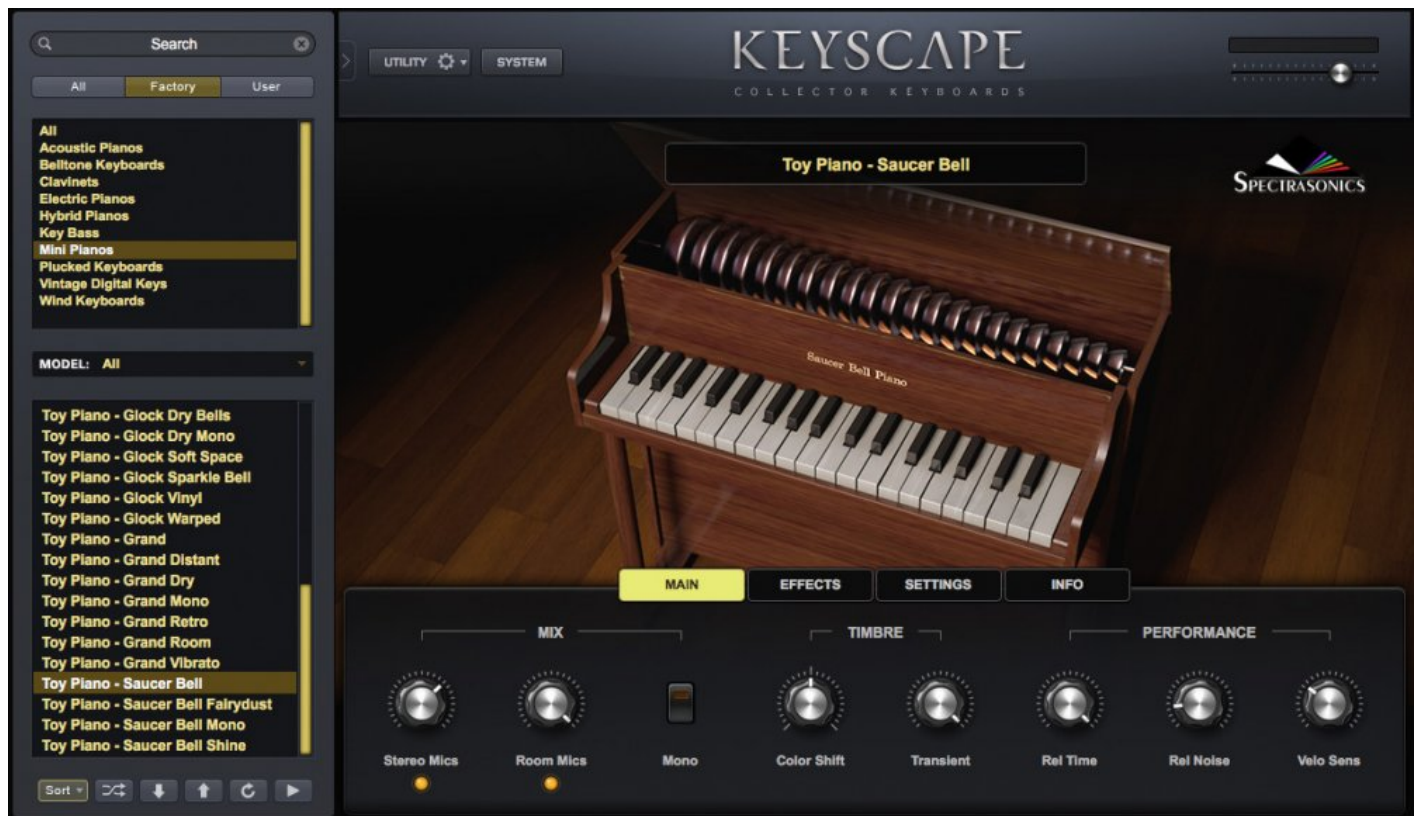 Search
All Factory User
All
Acoustic Pianos
Belltone Keyboards
Clavinets
Electric Pianos
Hybrid Pianos
Key Bass
Mini Pianos
Plucked Keyboards
Vintage Digital Keys
Wind Keyboards
MODEL: All
Toy Piano - Glock Dry Bells
Toy Piano - Glock Dry Mono
Toy Piano - Glock Soft Space
Toy Piano - Glock Sparkle Bell
Toy Piano - Glock Vinyl
Toy Piano - Glock Warped
Toy Piano - Grand
Toy Piano - Grand Distant
Toy Piano - Grand Dry
Toy Piano - Grand Mono
Toy Piano - Grand Retro
Toy Piano - Grand Room
Toy Piano - Grand Vibrato
Toy Piano - Saucer Bell
Toy Piano - Saucer Bell Fairydust
Toy Piano - Saucer Bell Mono
Toy Piano - Saucer Bell Shine
Sort
UTILITY SYSTEM
KEYSCAPE
COLLECTOR KEYBOARDS
Toy Piano - Saucer Bell
SPECTRASONICS
Saucer Bell Piano
MAIN EFFECTS SETTINGS INFO
MIX TIMBRE PERFORMANCE
Stereo Mics Room Mics Mono Color Shift Transient Rel Time Rel Noise Velo Sens